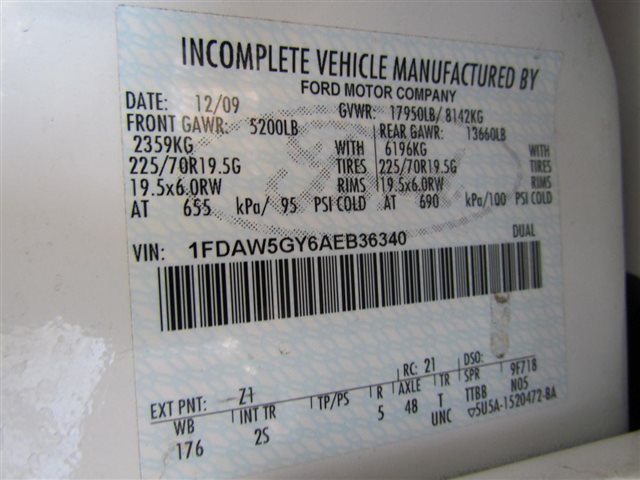 INCOMPLETE VEHICLE MANUFACTURED BY
FORD MOTOR COMPANY
DATE: 12/09 GVWR: 17950LB/ 8142KG
FRONT GAWR: 5200LB REAR GAWR: 13660LB
2359KG WITH 6196KG WITH
225/70R19.5G TIRES 225/70R19.5G TIRES
19.5x6.0RW RIMS 19.5x6.0RW RIMS
AT 655 kPa/ 95 PSI COLD AT 690 kPa/100 PSI COLD
VIN: 1FDAW5GY6AEB36340 DUAL
RC: 21 DSO:
EXT PNT: Z1 9F718
WB INT TR TP/PS R AXLE TR SPR N05
176 2S 5 48 T TTBB
UNC ▽5U5A-1520472-BA